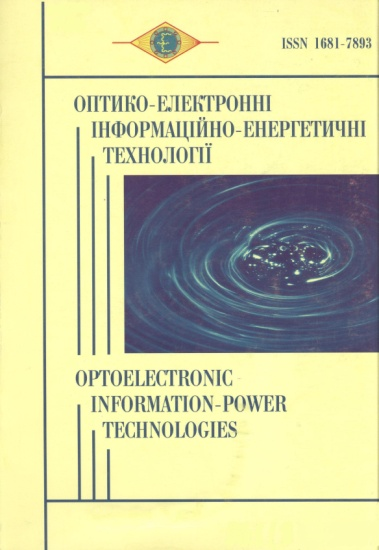 ISSN 1681-7893
ОПТИКО-ЕЛЕКТРОННІ
ІНФОРМАЦІЙНО-ЕНЕРГЕТИЧНІ
ТЕХНОЛОГІЇ
OPTOELECTRONIC
INFORMATION-POWER
TECHNOLOGIES